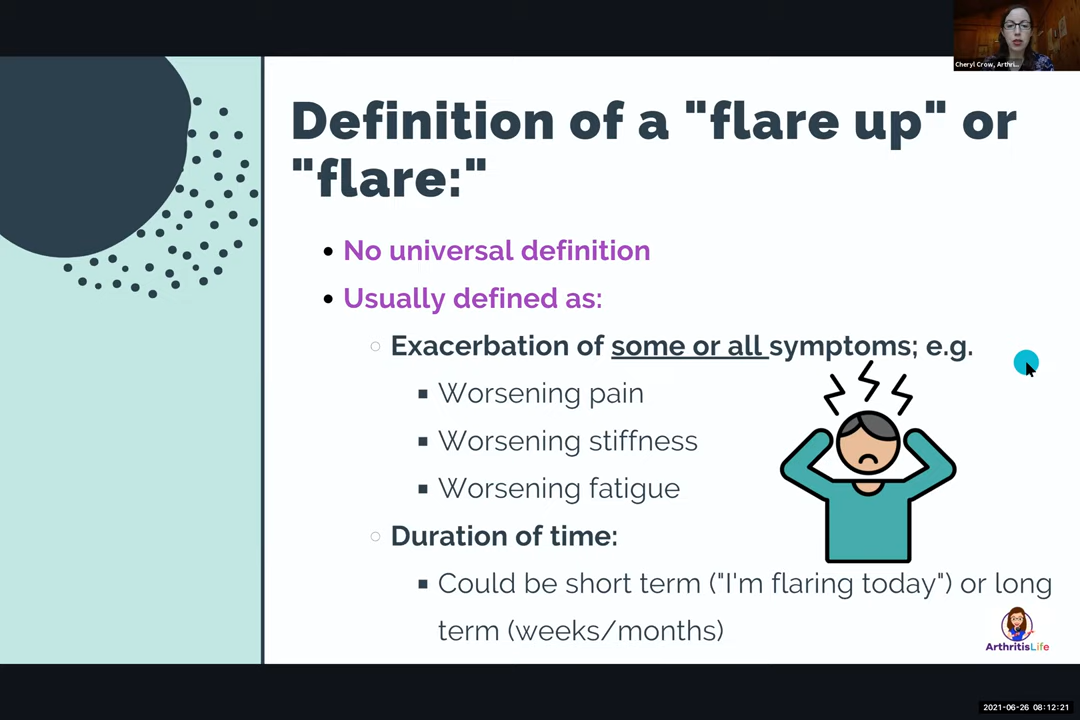 Cheryl Crow, Arthri...
Definition of a "flare up" or
"flare:"
No universal definition
Usually defined as:
Exacerbation of some or all symptoms; e.g.
Worsening pain
Worsening stiffness
Worsening fatigue
Duration of time:
Could be short term ("I'm flaring today") or long
term (weeks/months)
ArthritisLife
2021-06-26 08:12:21